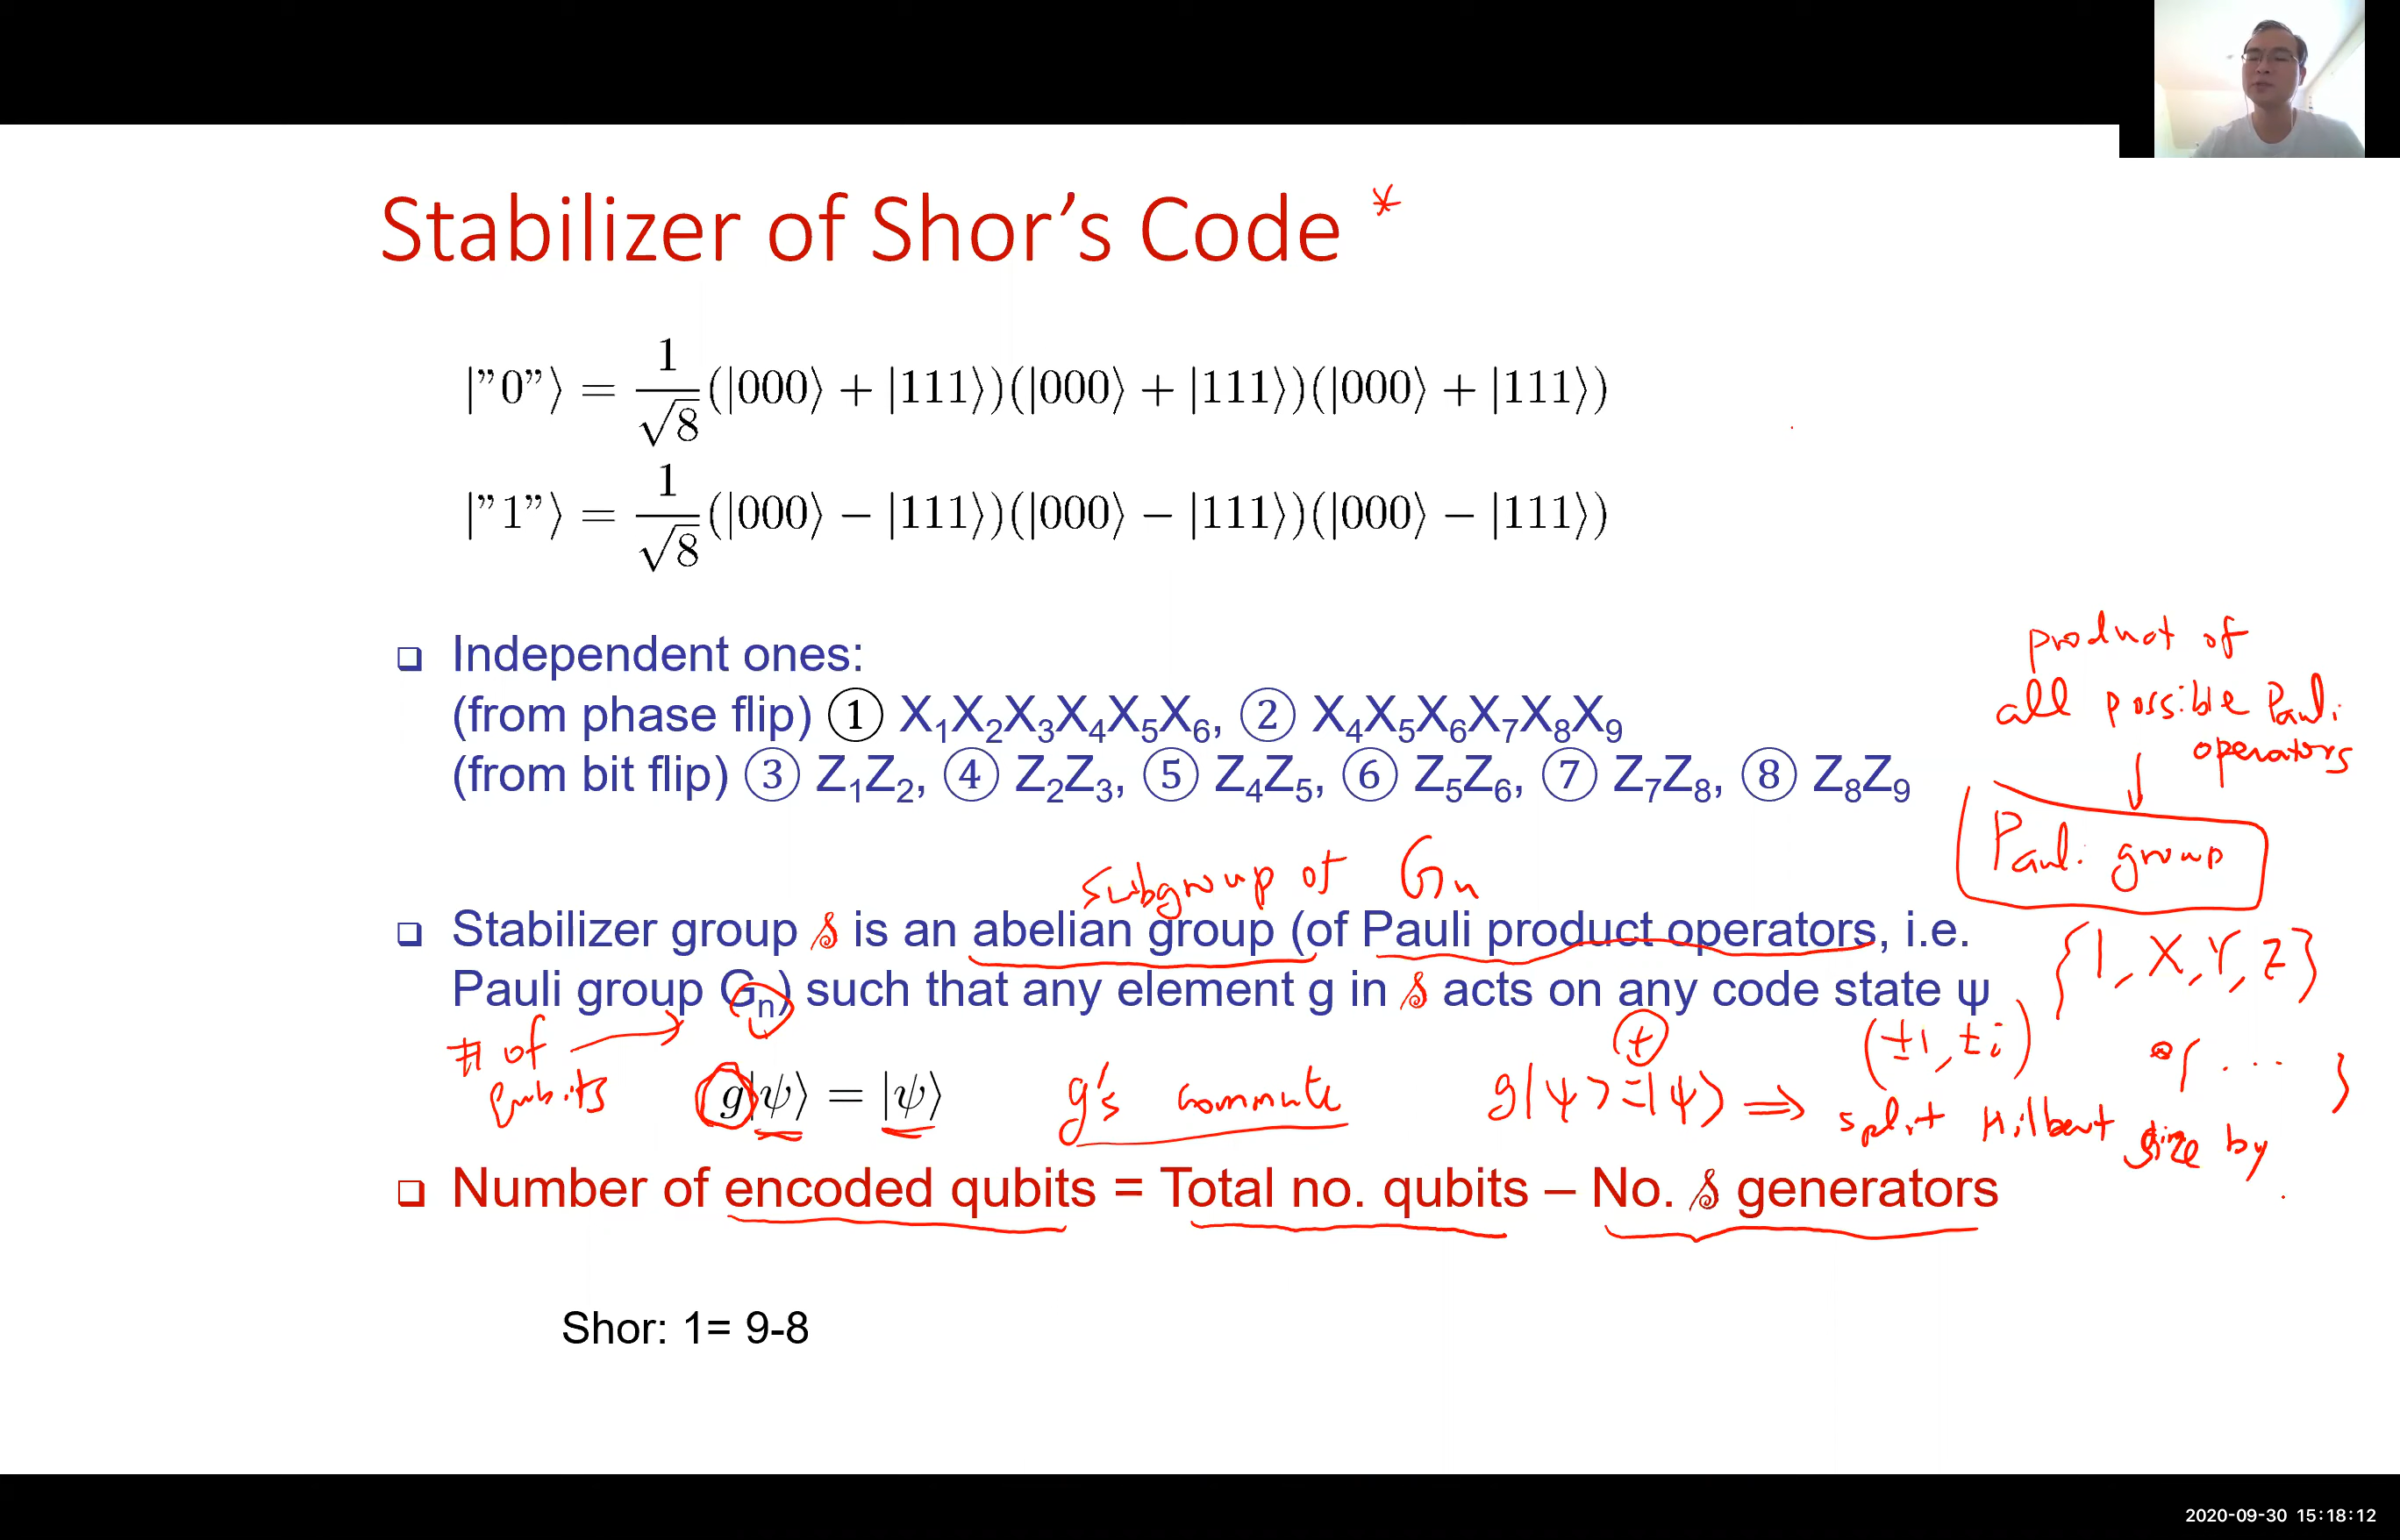 Stabilizer of Shor's Code *
|”0”⟩ = 1/√8 (|000⟩ + |111⟩)(|000⟩ + |111⟩)(|000⟩ + |111⟩)
|”1”⟩ = 1/√8 (|000⟩ − |111⟩)(|000⟩ − |111⟩)(|000⟩ − |111⟩)
❑ Independent ones:
(from phase flip) ① X₁X₂X₃X₄X₅X₆, ② X₄X₅X₆X₇X₈X₉
(from bit flip) ③ Z₁Z₂, ④ Z₂Z₃, ⑤ Z₄Z₅, ⑥ Z₅Z₆, ⑦ Z₇Z₈, ⑧ Z₈Z₉
product of
all possible Pauli
operators
Pauli group
{1, X, Y, Z}
(±1, ±i)
subgroup of Gₙ
❑ Stabilizer group 𝒮 is an abelian group (of Pauli product operators, i.e.
Pauli group Gₙ) such that any element g in 𝒮 acts on any code state ψ
# of
qubits
g|ψ⟩ = |ψ⟩
g's commute
+
g|ψ⟩ = |ψ⟩ ⇒ split Hilbert size by
❑ Number of encoded qubits = Total no. qubits – No. 𝒮 generators
Shor: 1= 9-8
2020-09-30 15:18:12